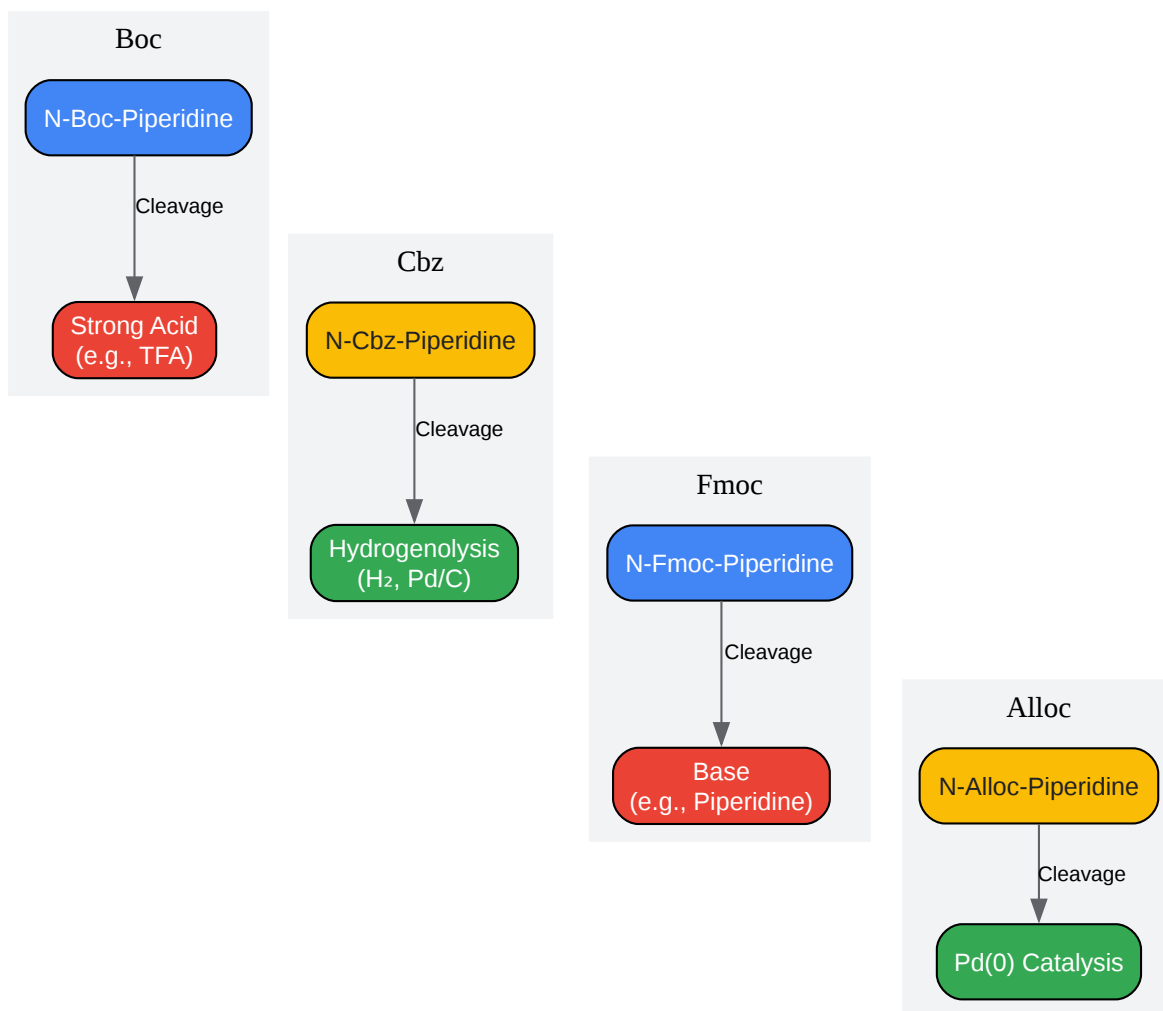 Boc
N-Boc-Piperidine
Cleavage
Strong Acid
(e.g., TFA)
Cbz
N-Cbz-Piperidine
Cleavage
Hydrogenolysis
(H₂, Pd/C)
Fmoc
N-Fmoc-Piperidine
Cleavage
Base
(e.g., Piperidine)
Alloc
N-Alloc-Piperidine
Cleavage
Pd(0) Catalysis